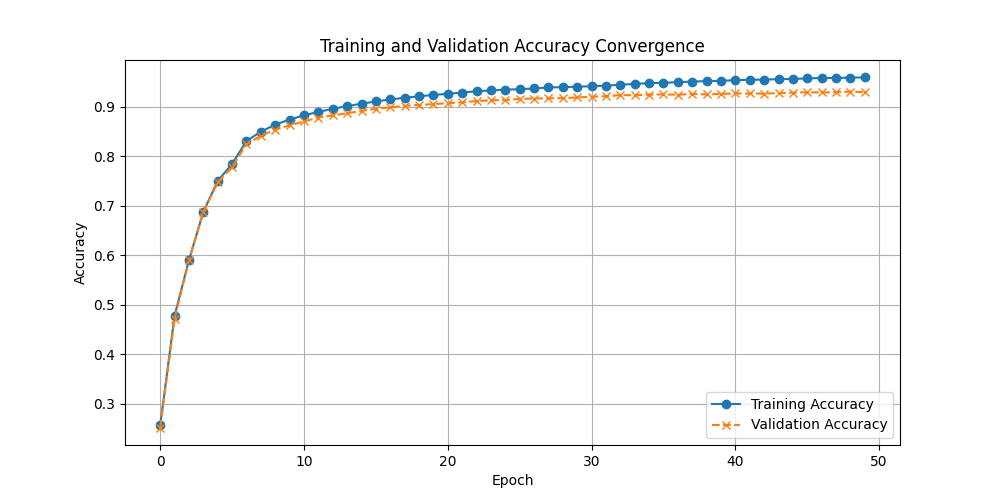 Training and Validation Accuracy Convergence
0.9
0.8
0.7
0.6
0.5
0.4
0.3
Accuracy
Training Accuracy
Validation Accuracy
0 10 20 30 40 50
Epoch